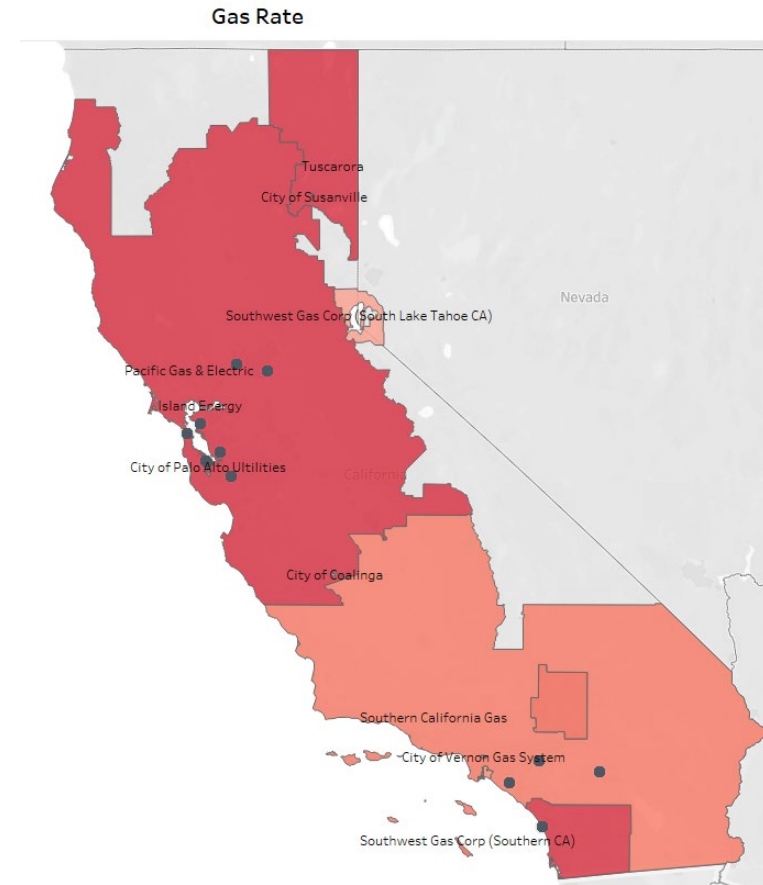 Gas Rate
Tuscarora
City of Susanville
Nevada
Southwest Gas Corp (South Lake Tahoe CA)
Pacific Gas & Electric
Island Energy
City of Palo Alto Ultilities
California
City of Coalinga
Southern California Gas
City of Vernon Gas System
Southwest Gas Corp (Southern CA)